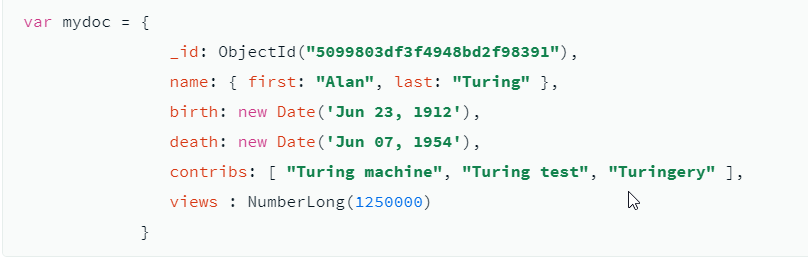 var mydoc = {
_id: ObjectId("5099803df3f4948bd2f98391"),
name: { first: "Alan", last: "Turing" },
birth: new Date('Jun 23, 1912'),
death: new Date('Jun 07, 1954'),
contribs: [ "Turing machine", "Turing test", "Turingery" ],
views : NumberLong(1250000)
}